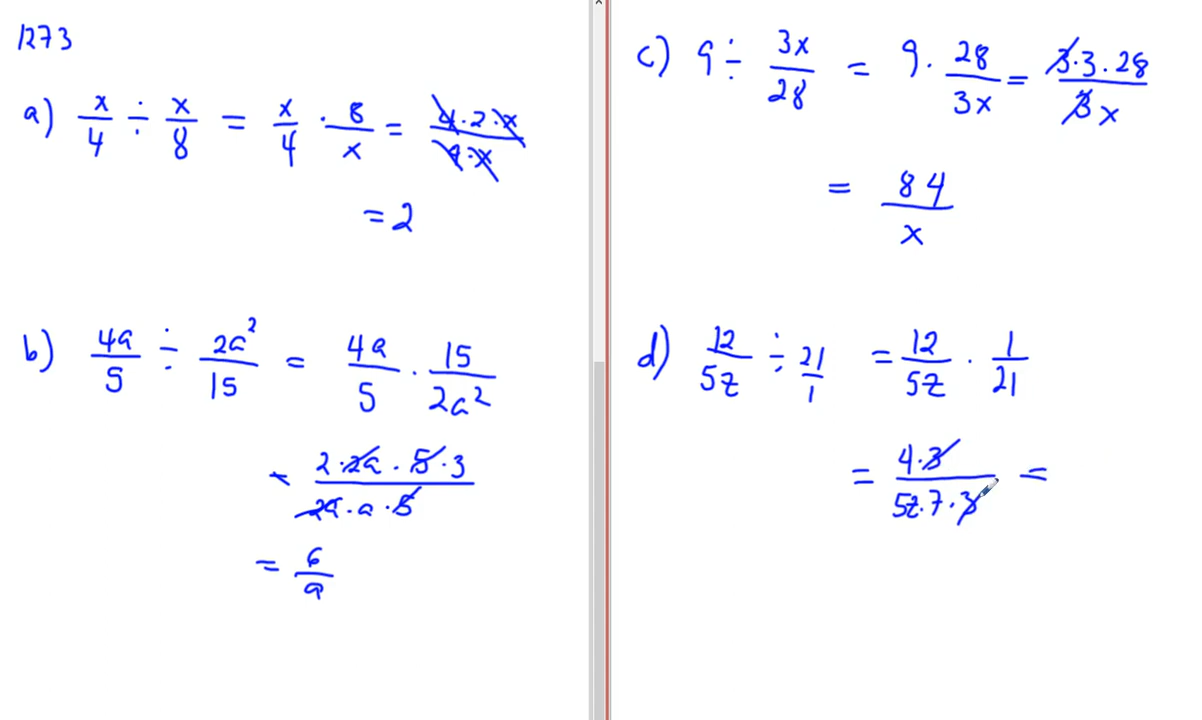 1273
a) x/4 ÷ x/8 = x/4 · 8/x = 4·2·x/4·x
= 2
b) 4a/5 ÷ 2a²/15 = 4a/5 · 15/2a²
= 2·2a·5·3/2a·a·5
= 6/a
c) 9 ÷ 3x/28 = 9 · 28/3x = 3·3·28/3x
= 84/x
d) 12/5z ÷ 21/1 = 12/5z · 1/21
= 4·3/5z·7·3 =